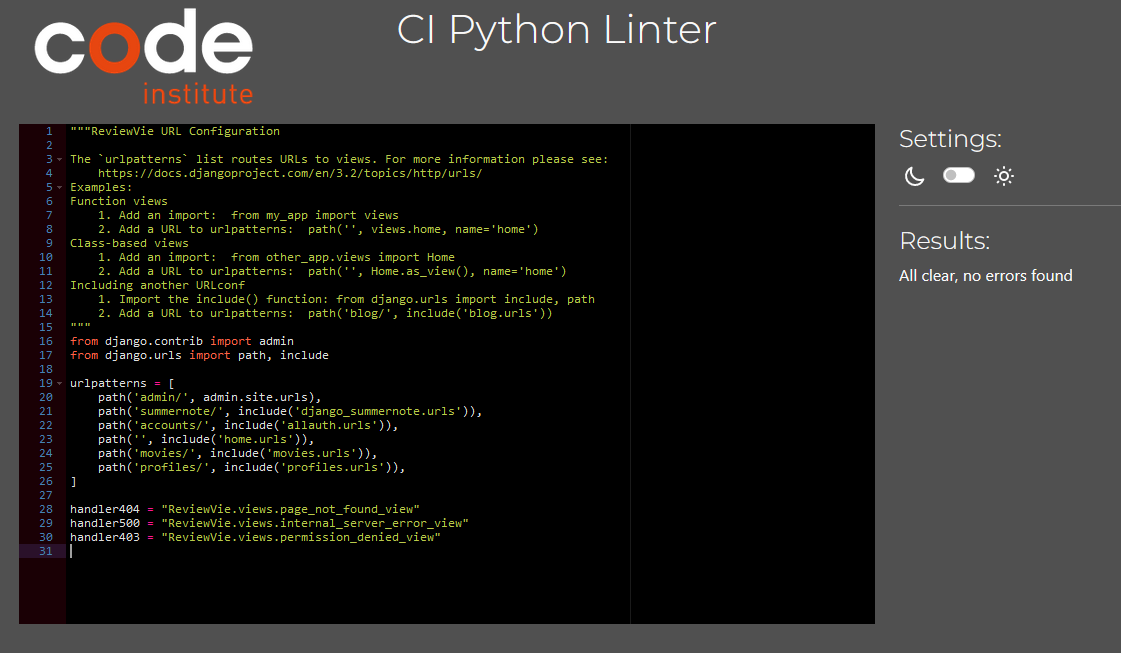 code
institute
CI Python Linter
1 """ReviewVie URL Configuration
2
3 The `urlpatterns` list routes URLs to views. For more information please see:
4     https://docs.djangoproject.com/en/3.2/topics/http/urls/
5 Examples:
6 Function views
7     1. Add an import:  from my_app import views
8     2. Add a URL to urlpatterns:  path('', views.home, name='home')
9 Class-based views
10     1. Add an import:  from other_app.views import Home
11     2. Add a URL to urlpatterns:  path('', Home.as_view(), name='home')
12 Including another URLconf
13     1. Import the include() function: from django.urls import include, path
14     2. Add a URL to urlpatterns:  path('blog/', include('blog.urls'))
15 """
16 from django.contrib import admin
17 from django.urls import path, include
18
19 urlpatterns = [
20     path('admin/', admin.site.urls),
21     path('summernote/', include('django_summernote.urls')),
22     path('accounts/', include('allauth.urls')),
23     path('', include('home.urls')),
24     path('movies/', include('movies.urls')),
25     path('profiles/', include('profiles.urls')),
26 ]
27
28 handler404 = "ReviewVie.views.page_not_found_view"
29 handler500 = "ReviewVie.views.internal_server_error_view"
30 handler403 = "ReviewVie.views.permission_denied_view"
31
Settings:
Results:
All clear, no errors found